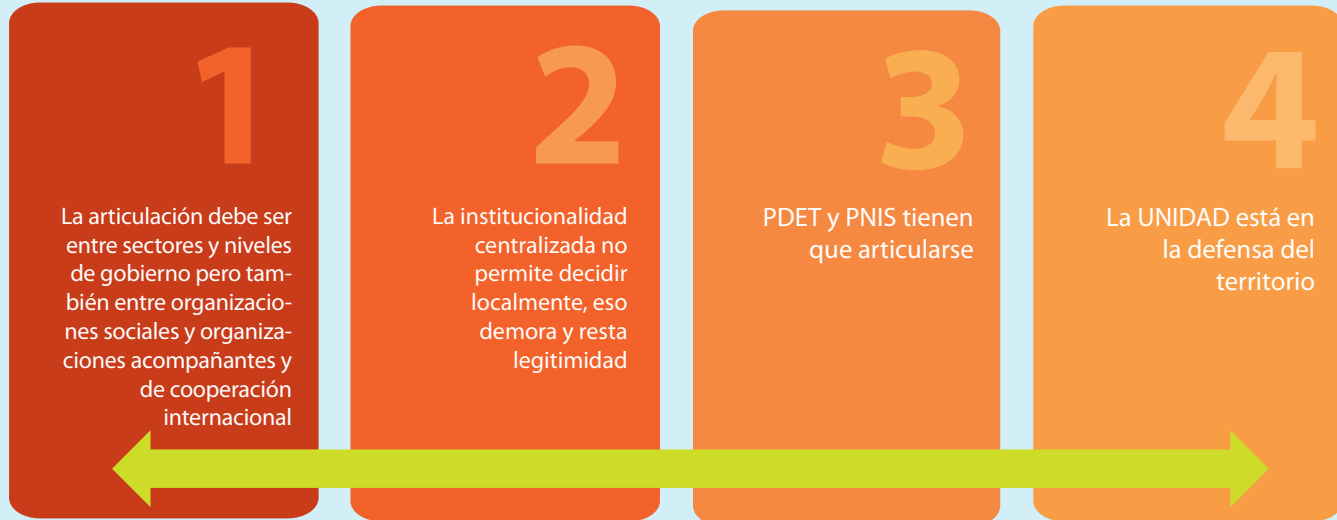 1
La articulación debe ser
entre sectores y niveles
de gobierno pero tam-
bién entre organizacio-
nes sociales y organiza-
ciones acompañantes y
de cooperación
internacional
2
La institucionalidad
centralizada no
permite decidir
localmente, eso
demora y resta
legitimidad
3
PDET y PNIS tienen
que articularse
4
La UNIDAD está en
la defensa del
territorio